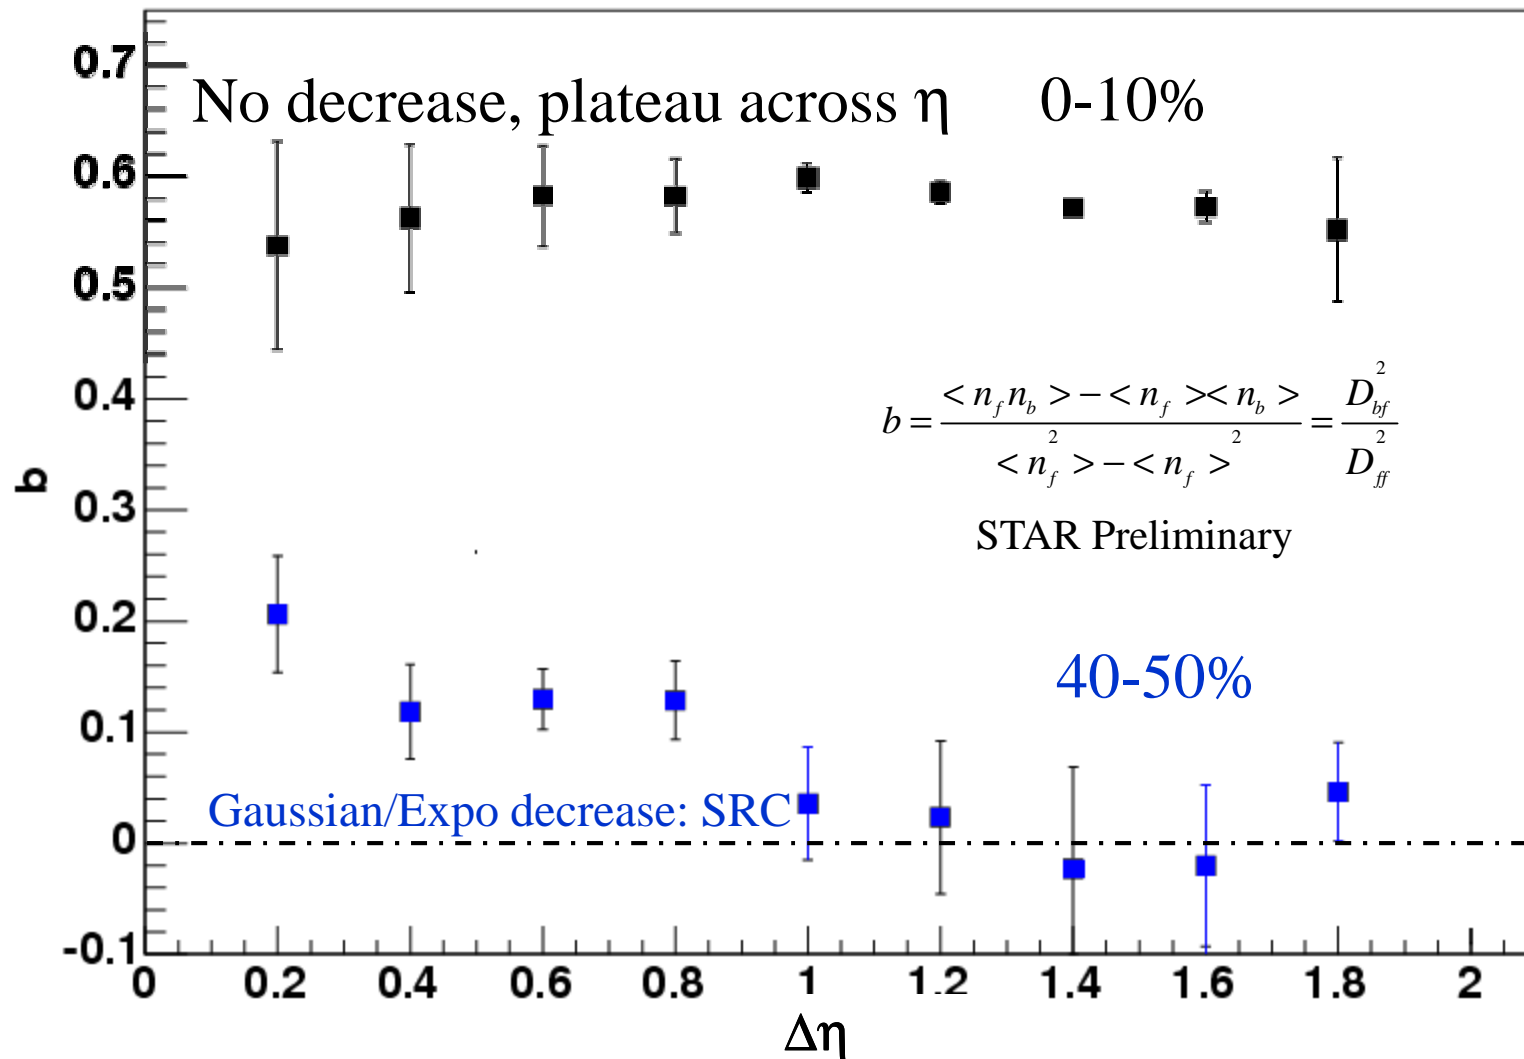 0.7
No decrease, plateau across η 0-10%
0.6
0.5
0.4
b = <n_f n_b> − <n_f><n_b> / <n_f^2> − <n_f>^2 = D_bf^2 / D_ff^2
b
0.3
STAR Preliminary
0.2
40-50%
0.1
Gaussian/Expo decrease: SRC
0
-0.1
0 0.2 0.4 0.6 0.8 1 1.2 1.4 1.6 1.8 2
Δη